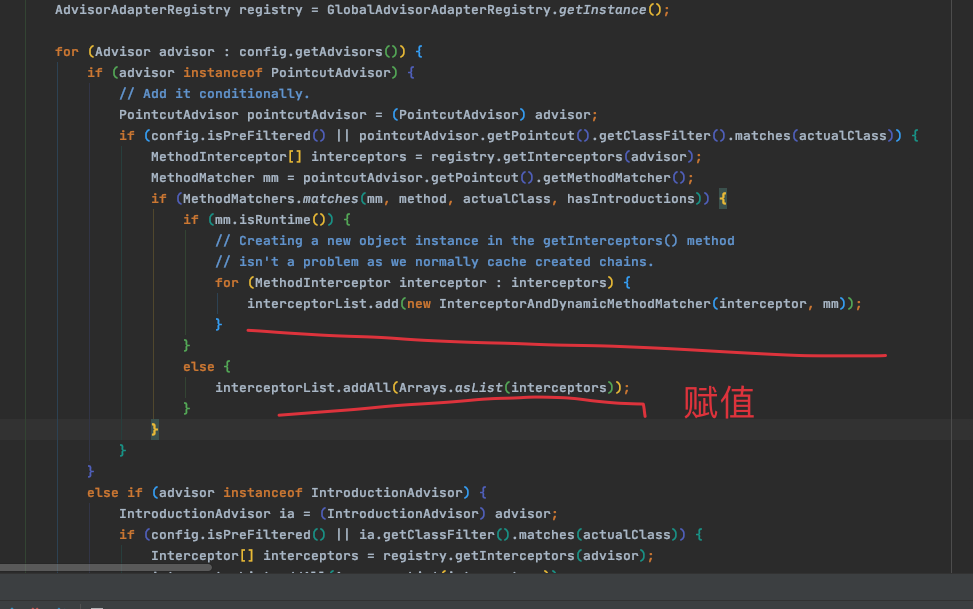 AdvisorAdapterRegistry registry = GlobalAdvisorAdapterRegistry.getInstance();
for (Advisor advisor : config.getAdvisors()) {
if (advisor instanceof PointcutAdvisor) {
// Add it conditionally.
PointcutAdvisor pointcutAdvisor = (PointcutAdvisor) advisor;
if (config.isPreFiltered() || pointcutAdvisor.getPointcut().getClassFilter().matches(actualClass)) {
MethodInterceptor[] interceptors = registry.getInterceptors(advisor);
MethodMatcher mm = pointcutAdvisor.getPointcut().getMethodMatcher();
if (MethodMatchers.matches(mm, method, actualClass, hasIntroductions)) {
if (mm.isRuntime()) {
// Creating a new object instance in the getInterceptors() method
// isn't a problem as we normally cache created chains.
for (MethodInterceptor interceptor : interceptors) {
interceptorList.add(new InterceptorAndDynamicMethodMatcher(interceptor, mm));
}
}
else {
interceptorList.addAll(Arrays.asList(interceptors));
赋值
}
}
}
}
else if (advisor instanceof IntroductionAdvisor) {
IntroductionAdvisor ia = (IntroductionAdvisor) advisor;
if (config.isPreFiltered() || ia.getClassFilter().matches(actualClass)) {
Interceptor[] interceptors = registry.getInterceptors(advisor);